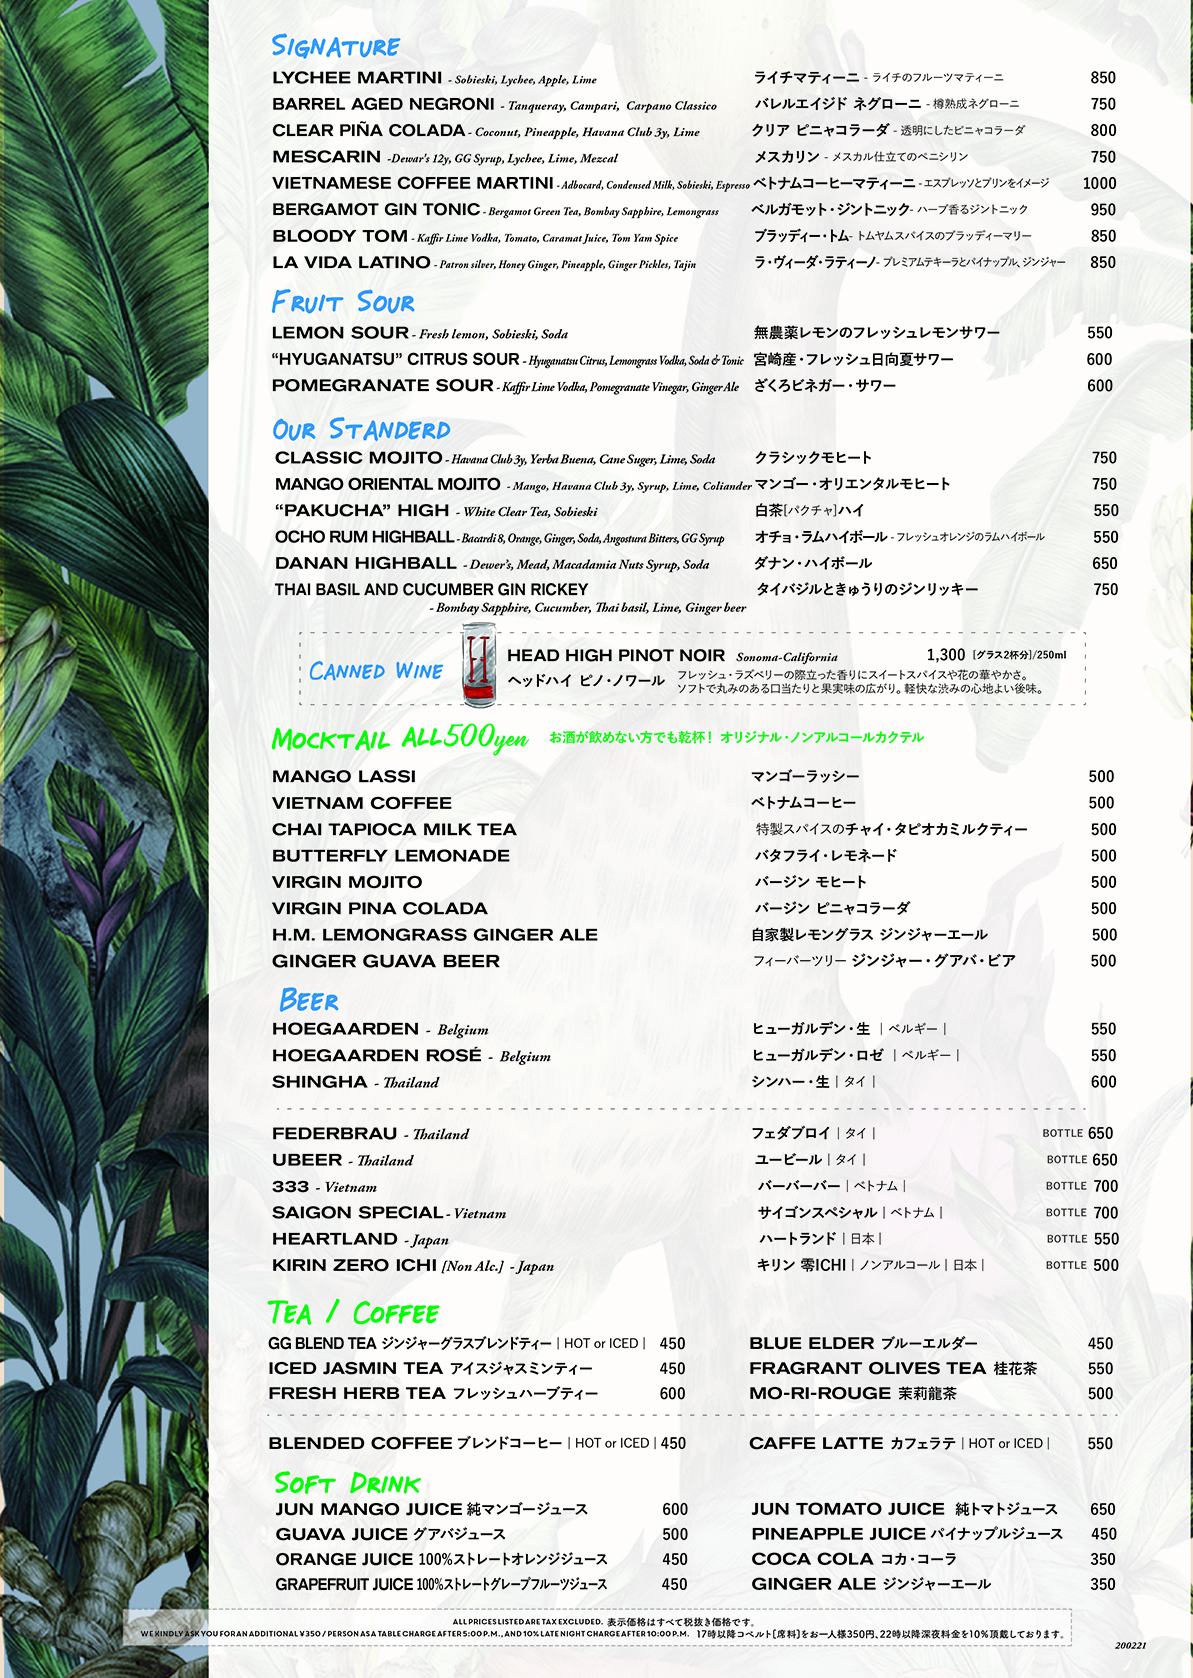 SIGNATURE
LYCHEE MARTINI - Sobieski, Lychee, Apple, Lime ライチマティーニ - ライチのフルーツマティーニ 850
BARREL AGED NEGRONI - Tanqueray, Campari, Carpano Classico バレルエイジド ネグローニ - 樽熟成ネグローニ 750
CLEAR PIÑA COLADA - Coconut, Pineapple, Havana Club 3y, Lime クリア ピニャコラーダ - 透明にしたピニャコラーダ 800
MESCARIN -Dewar's 12y, GG Syrup, Lychee, Lime, Mezcal メスカリン - メスカル仕立てのペニシリン 750
VIETNAMESE COFFEE MARTINI - Adbocard, Condensed Milk, Sobieski, Espresso ベトナムコーヒーマティーニ - エスプレッソとプリンをイメージ 1000
BERGAMOT GIN TONIC - Bergamot Green Tea, Bombay Sapphire, Lemongrass ベルガモット・ジントニック- ハーブ香るジントニック 950
BLOODY TOM - Kaffir Lime Vodka, Tomato, Caramat Juice, Tom Yam Spice ブラッディー・トム- トムヤムスパイスのブラッディーマリー 850
LA VIDA LATINO - Patron silver, Honey Ginger, Pineapple, Ginger Pickles, Tajin ラ・ヴィーダ・ラティーノ- プレミアムテキーラとパイナップル、ジンジャー 850
FRUIT SOUR
LEMON SOUR - Fresh lemon, Sobieski, Soda 無農薬レモンのフレッシュレモンサワー 550
“HYUGANATSU” CITRUS SOUR - Hyuganatsu Citrus, Lemongrass Vodka, Soda & Tonic 宮崎産・フレッシュ日向夏サワー 600
POMEGRANATE SOUR - Kaffir Lime Vodka, Pomegranate Vinegar, Ginger Ale ざくろビネガー・サワー 600
OUR STANDERD
CLASSIC MOJITO - Havana Club 3y, Yerba Buena, Cane Suger, Lime, Soda クラシックモヒート 750
MANGO ORIENTAL MOJITO - Mango, Havana Club 3y, Syrup, Lime, Coliander マンゴー・オリエンタルモヒート 750
“PAKUCHA” HIGH - White Clear Tea, Sobieski 白茶[パクチャ]ハイ 550
OCHO RUM HIGHBALL - Bacardi 8, Orange, Ginger, Soda, Angostura Bitters, GG Syrup オチョ・ラムハイボール - フレッシュオレンジのラムハイボール 550
DANAN HIGHBALL - Dewer's, Mead, Macadamia Nuts Syrup, Soda ダナン・ハイボール 650
THAI BASIL AND CUCUMBER GIN RICKEY タイバジルときゅうりのジンリッキー 750
- Bombay Sapphire, Cucumber, Thai basil, Lime, Ginger beer
CANNED WINE
H
HEAD HIGH PINOT NOIR Sonoma-California 1,300 [グラス2杯分]/250ml
ヘッドハイ ピノ・ノワール フレッシュ・ラズベリーの際立った香りにスイートスパイスや花の華やかさ。
ソフトで丸みのある口当たりと果実味の広がり。軽快な渋みの心地よい後味。
MOCKTAIL ALL500yen お酒が飲めない方でも乾杯! オリジナル・ノンアルコールカクテル
MANGO LASSI マンゴーラッシー 500
VIETNAM COFFEE ベトナムコーヒー 500
CHAI TAPIOCA MILK TEA 特製スパイスのチャイ・タピオカミルクティー 500
BUTTERFLY LEMONADE バタフライ・レモネード 500
VIRGIN MOJITO バージン モヒート 500
VIRGIN PINA COLADA バージン ピニャコラーダ 500
H.M. LEMONGRASS GINGER ALE 自家製レモングラス ジンジャーエール 500
GINGER GUAVA BEER フィーバーツリー ジンジャー・グアバ・ビア 500
BEER
HOEGAARDEN - Belgium ヒューガルデン・生 | ベルギー | 550
HOEGAARDEN ROSÉ - Belgium ヒューガルデン・ロゼ | ベルギー | 550
SHINGHA - Thailand シンハー・生 | タイ | 600
FEDERBRAU - Thailand フェダブロイ | タイ | BOTTLE 650
UBEER - Thailand ユービール | タイ | BOTTLE 650
333 - Vietnam バーバーバー | ベトナム | BOTTLE 700
SAIGON SPECIAL - Vietnam サイゴンスペシャル | ベトナム | BOTTLE 700
HEARTLAND - Japan ハートランド | 日本 | BOTTLE 550
KIRIN ZERO ICHI [Non Alc.] - Japan キリン 零ICHI | ノンアルコール | 日本 | BOTTLE 500
TEA / COFFEE
GG BLEND TEA ジンジャーグラスブレンドティー | HOT or ICED | 450 BLUE ELDER ブルーエルダー 450
ICED JASMIN TEA アイスジャスミンティー 450 FRAGRANT OLIVES TEA 桂花茶 550
FRESH HERB TEA フレッシュハーブティー 600 MO-RI-ROUGE 茉莉龍茶 500
BLENDED COFFEE ブレンドコーヒー | HOT or ICED | 450 CAFFE LATTE カフェラテ | HOT or ICED | 550
SOFT DRINK
JUN MANGO JUICE 純マンゴージュース 600 JUN TOMATO JUICE 純トマトジュース 650
GUAVA JUICE グアバジュース 500 PINEAPPLE JUICE パイナップルジュース 450
ORANGE JUICE 100%ストレートオレンジジュース 450 COCA COLA コカ・コーラ 350
GRAPEFRUIT JUICE 100%ストレートグレープフルーツジュース 450 GINGER ALE ジンジャーエール 350
ALL PRICES LISTED ARE TAX EXCLUDED. 表示価格はすべて税抜き価格です。
WE KINDLY ASK YOU FOR AN ADDITIONAL ¥350 / PERSON AS A TABLE CHARGE AFTER 5:00 P.M., AND 10% LATE NIGHT CHARGE AFTER 10:00 P.M. 17時以降コペルト[席料]をお一人様350円、22時以降深夜料金を10%頂戴しております。
200221